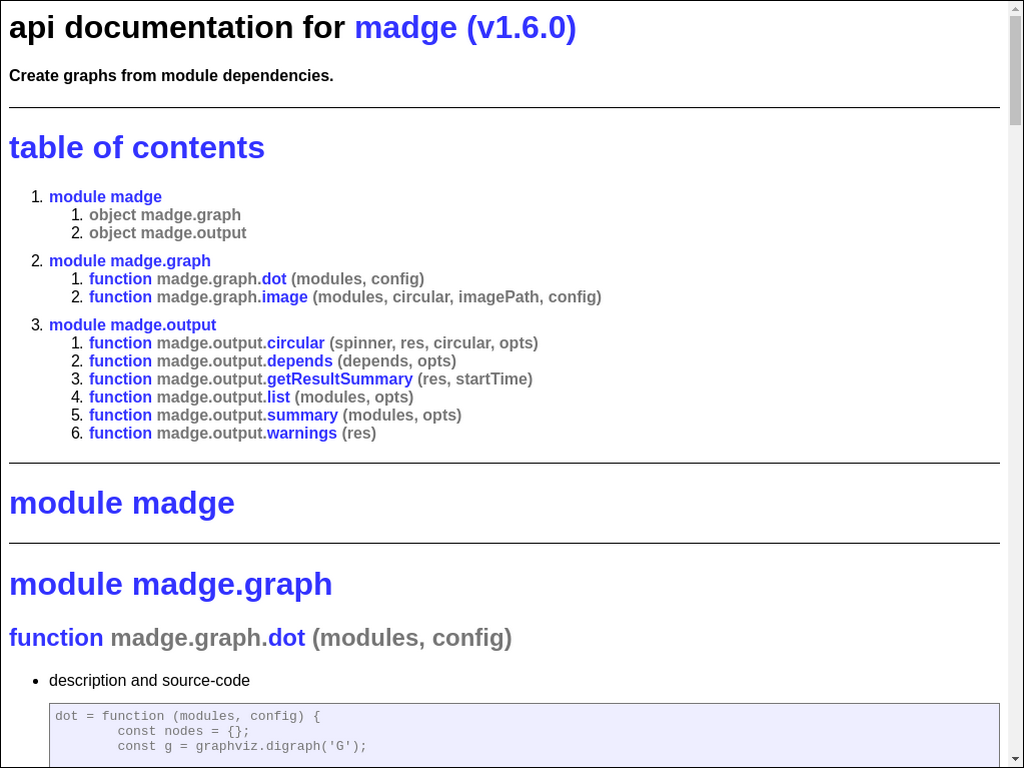 api documentation for madge (v1.6.0)
Create graphs from module dependencies.
table of contents
1. module madge
1. object madge.graph
2. object madge.output
2. module madge.graph
1. function madge.graph.dot (modules, config)
2. function madge.graph.image (modules, circular, imagePath, config)
3. module madge.output
1. function madge.output.circular (spinner, res, circular, opts)
2. function madge.output.depends (depends, opts)
3. function madge.output.getResultSummary (res, startTime)
4. function madge.output.list (modules, opts)
5. function madge.output.summary (modules, opts)
6. function madge.output.warnings (res)
module madge
module madge.graph
function madge.graph.dot (modules, config)
• description and source-code
dot = function (modules, config) {
const nodes = {};
const g = graphviz.digraph('G');